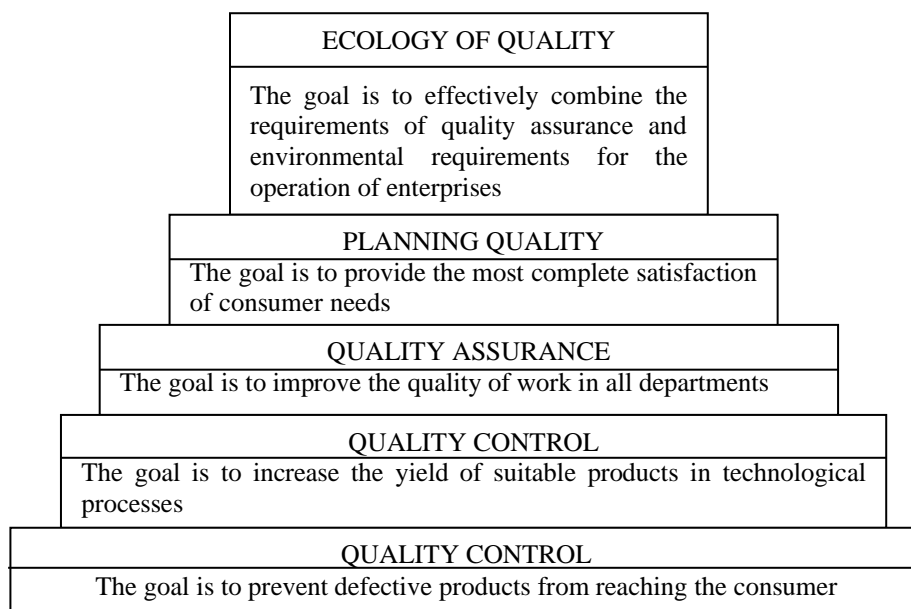 ECOLOGY OF QUALITY
The goal is to effectively combine the
requirements of quality assurance and
environmental requirements for the
operation of enterprises
PLANNING QUALITY
The goal is to provide the most complete satisfaction
of consumer needs
QUALITY ASSURANCE
The goal is to improve the quality of work in all departments
QUALITY CONTROL
The goal is to increase the yield of suitable products in technological
processes
QUALITY CONTROL
The goal is to prevent defective products from reaching the consumer